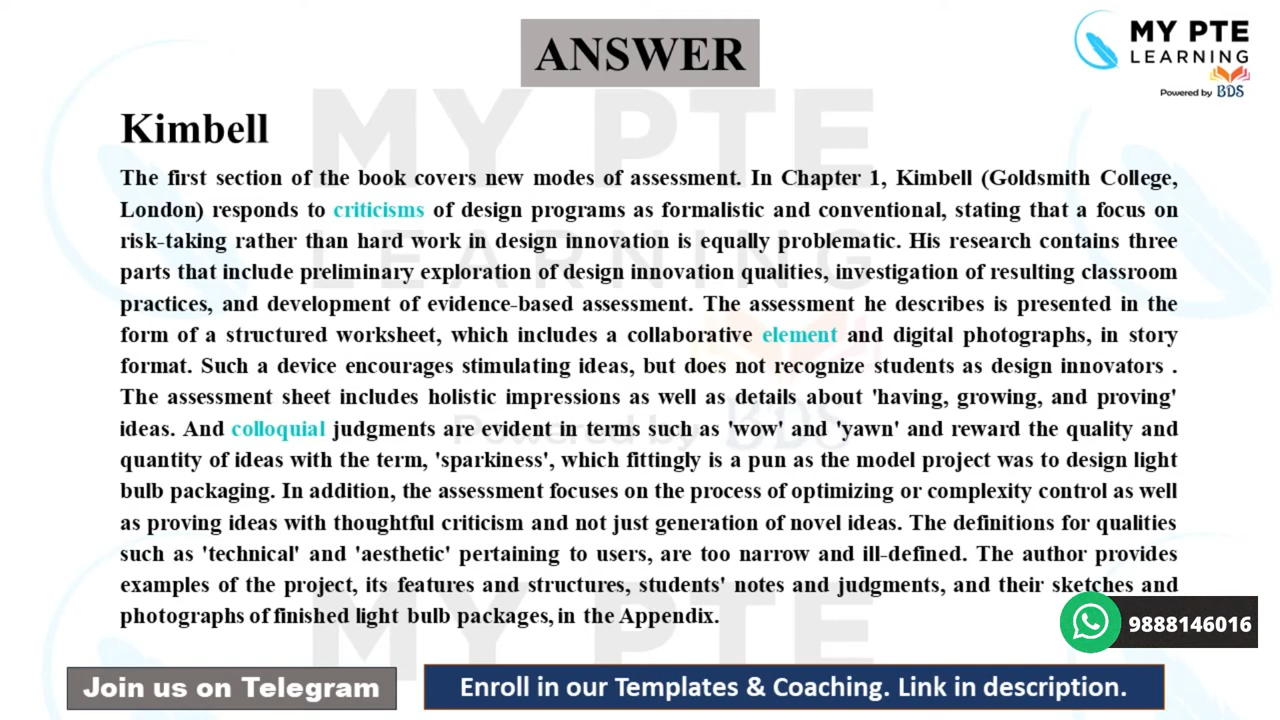 ANSWER
MY PTE
LEARNING
Powered by BDS
Kimbell
The first section of the book covers new modes of assessment. In Chapter 1, Kimbell (Goldsmith College,
London) responds to criticisms of design programs as formalistic and conventional, stating that a focus on
risk-taking rather than hard work in design innovation is equally problematic. His research contains three
parts that include preliminary exploration of design innovation qualities, investigation of resulting classroom
practices, and development of evidence-based assessment. The assessment he describes is presented in the
form of a structured worksheet, which includes a collaborative element and digital photographs, in story
format. Such a device encourages stimulating ideas, but does not recognize students as design innovators .
The assessment sheet includes holistic impressions as well as details about 'having, growing, and proving'
ideas. And colloquial judgments are evident in terms such as 'wow' and 'yawn' and reward the quality and
quantity of ideas with the term, 'sparkiness', which fittingly is a pun as the model project was to design light
bulb packaging. In addition, the assessment focuses on the process of optimizing or complexity control as well
as proving ideas with thoughtful criticism and not just generation of novel ideas. The definitions for qualities
such as 'technical' and 'aesthetic' pertaining to users, are too narrow and ill-defined. The author provides
examples of the project, its features and structures, students' notes and judgments, and their sketches and
photographs of finished light bulb packages, in the Appendix.
9888146016
Join us on Telegram
Enroll in our Templates & Coaching. Link in description.
MY PTE
LEARNING
Powered by BDS
MY PTE